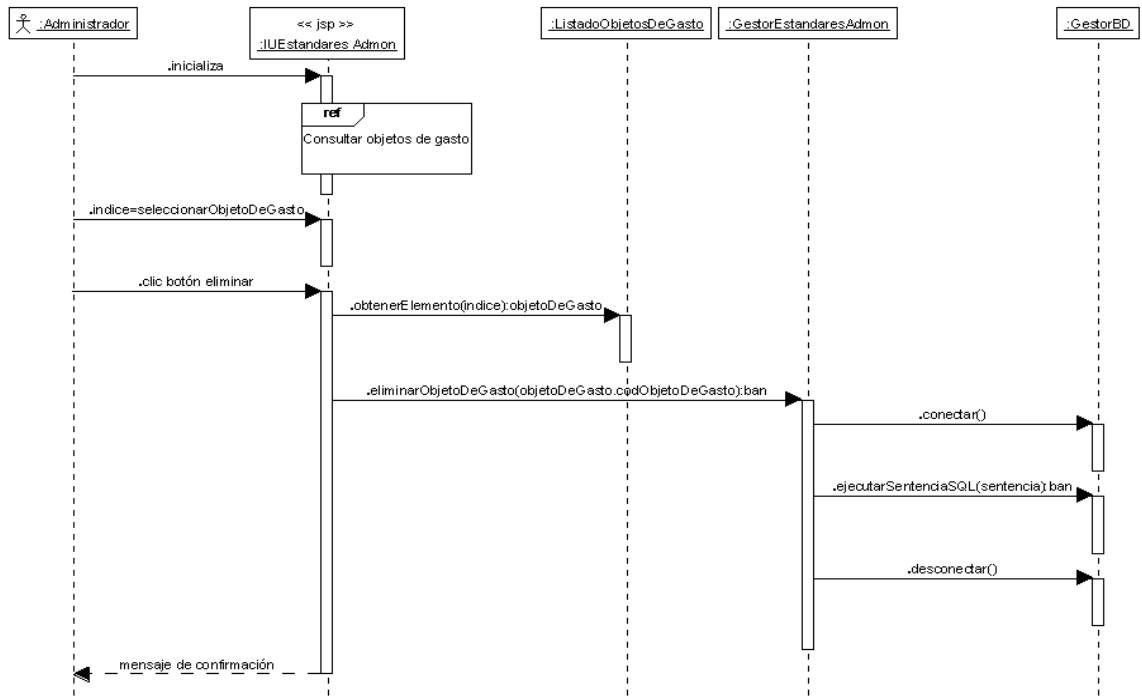 :Administrador
<< jsp >>
:IUEstandares Admon
:ListadoObjetosDeGasto
:GestorEstandaresAdmon
:GestorBD
.inicializa
ref
Consultar objetos de gasto
.indice=seleccionarObjetoDeGasto
.clic botón eliminar
.obtenerElemento(indice):objetoDeGasto
.eliminarObjetoDeGasto(objetoDeGasto.codObjetoDeGasto):ban
.conectar()
.ejecutarSentenciaSQL(sentencia):ban
.desconectar()
mensaje de confirmación